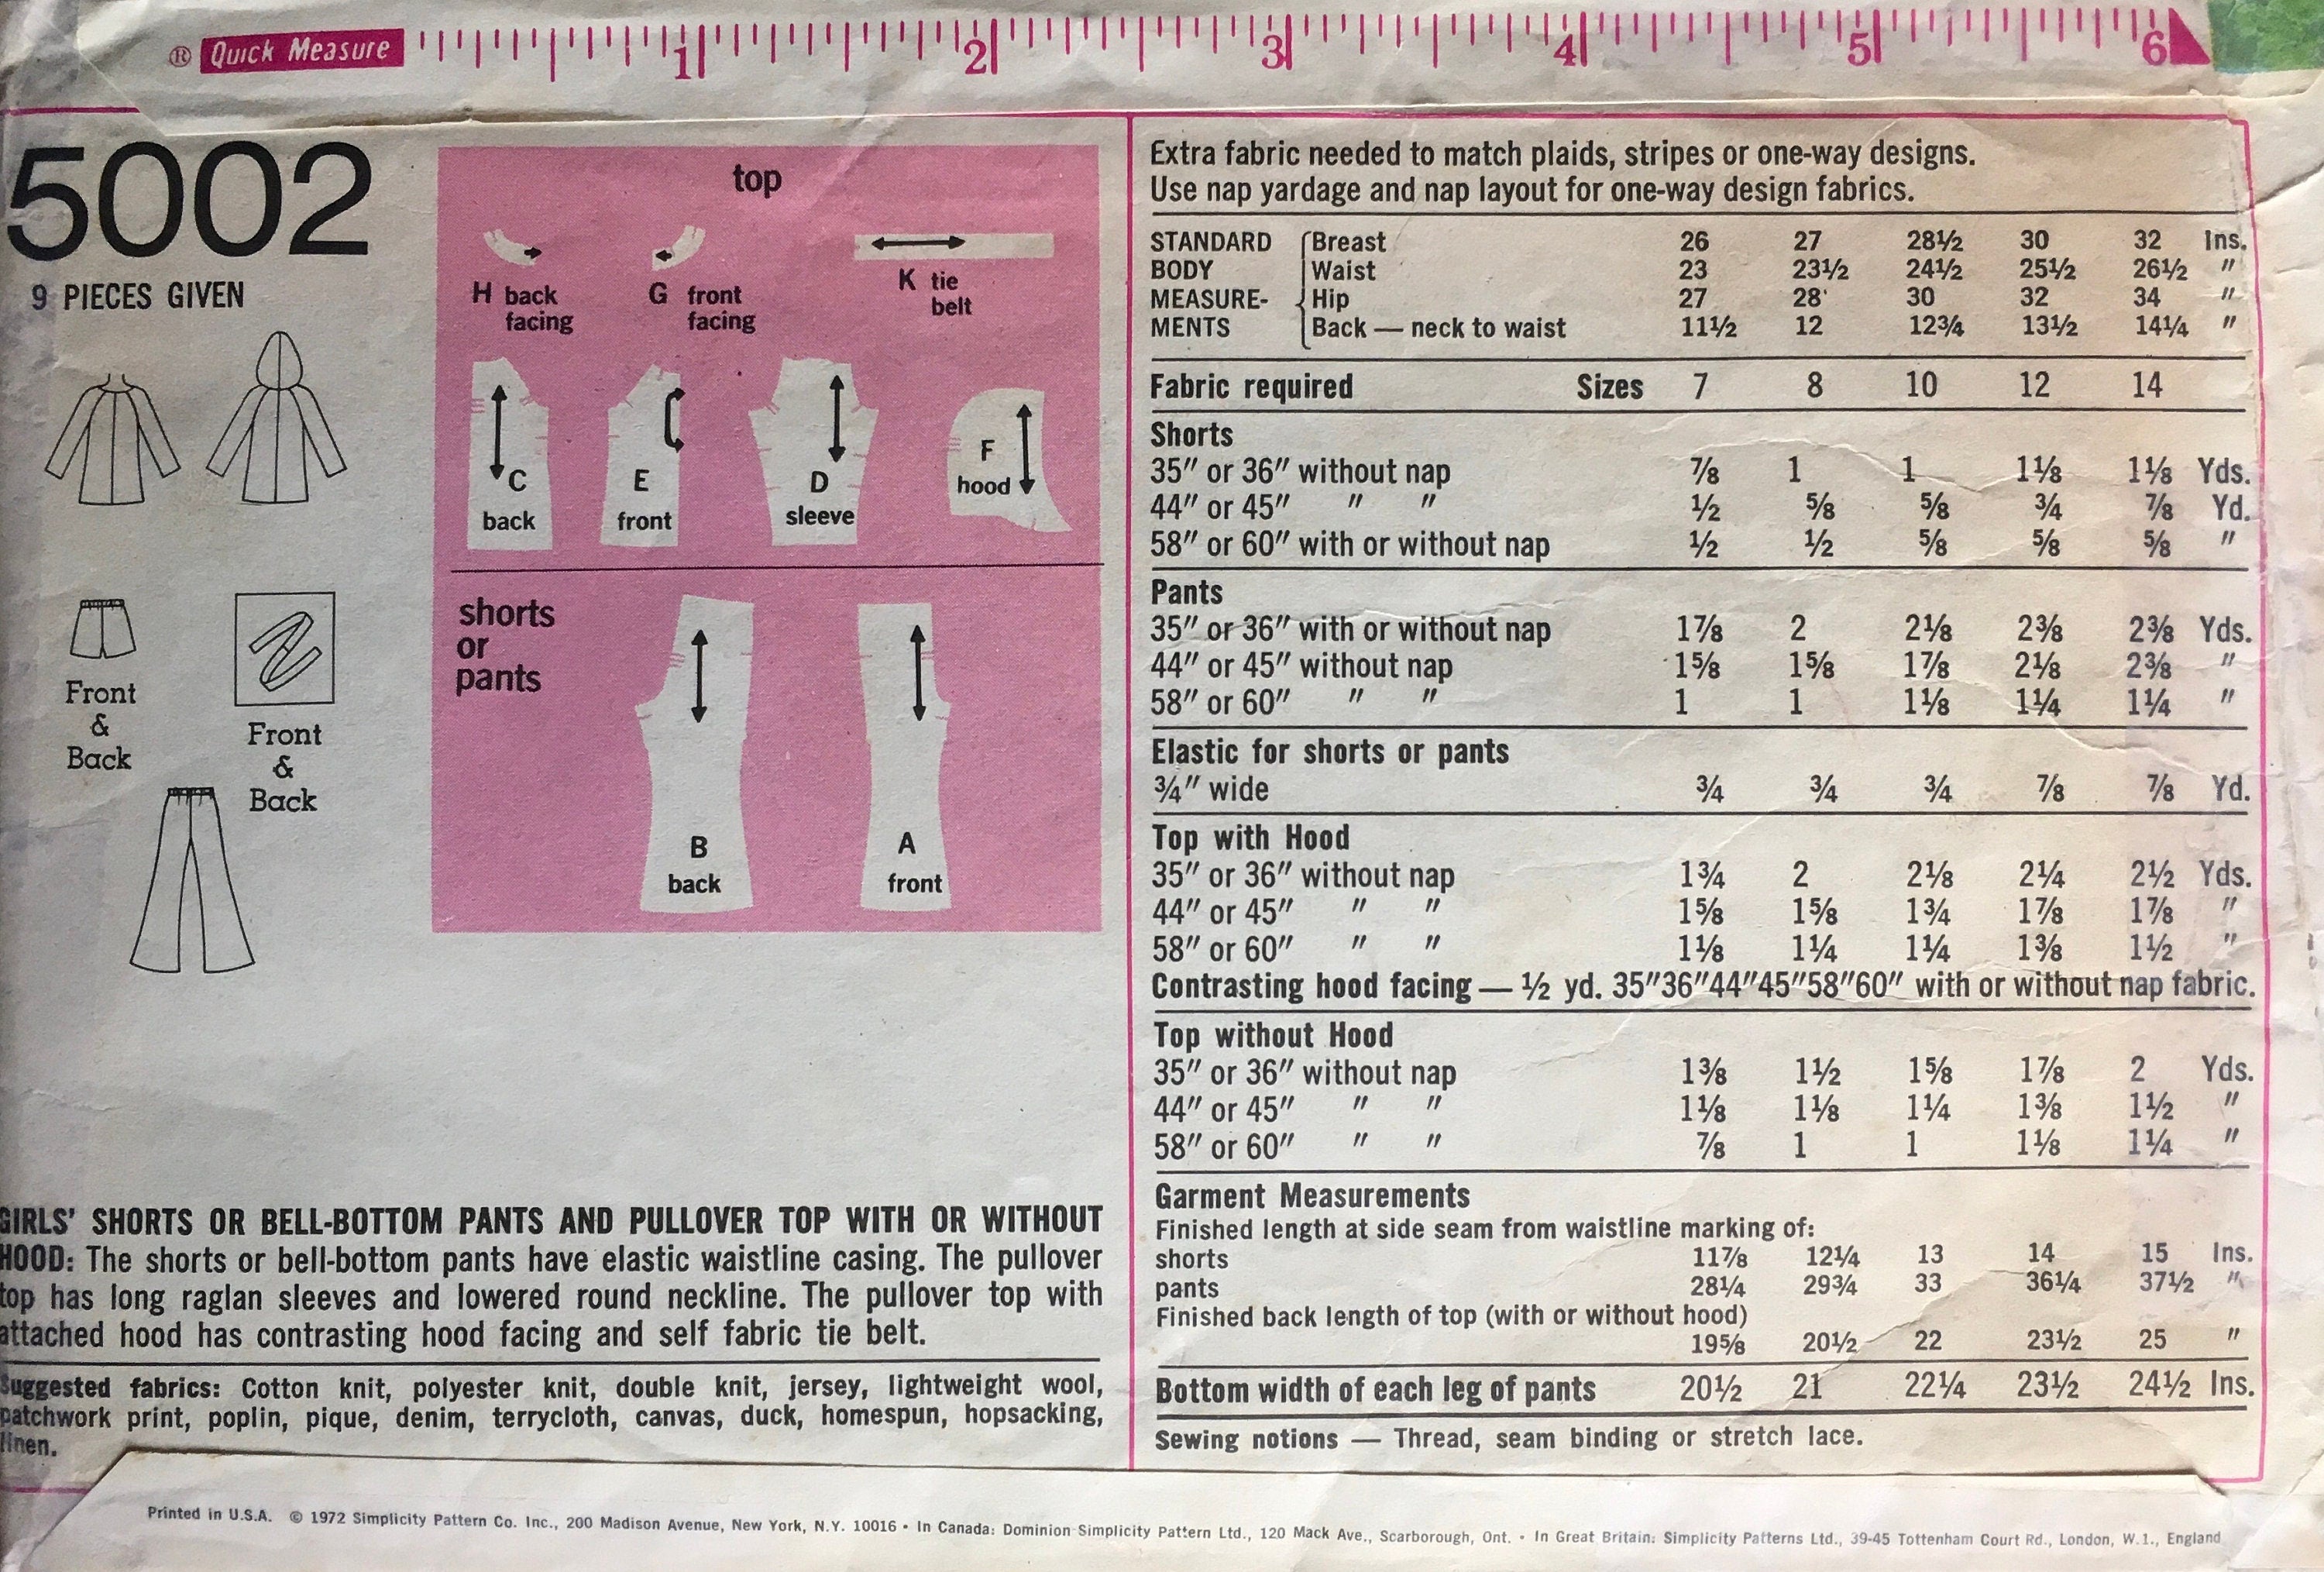 ® Quick Measure 1 2 3 4 5 6
5002
9 PIECES GIVEN
Front
&
Back
Front
&
Back
top
H back
facing
G front
facing
K tie
belt
C
back
E
front
D
sleeve
F
hood
shorts
or
pants
B
back
A
front
GIRLS' SHORTS OR BELL-BOTTOM PANTS AND PULLOVER TOP WITH OR WITHOUT
HOOD: The shorts or bell-bottom pants have elastic waistline casing. The pullover
top has long raglan sleeves and lowered round neckline. The pullover top with
attached hood has contrasting hood facing and self fabric tie belt.
Suggested fabrics: Cotton knit, polyester knit, double knit, jersey, lightweight wool,
patchwork print, poplin, pique, denim, terrycloth, canvas, duck, homespun, hopsacking,
linen.
Extra fabric needed to match plaids, stripes or one-way designs.
Use nap yardage and nap layout for one-way design fabrics.
STANDARD Breast 26 27 28½ 30 32 Ins.
BODY Waist 23 23½ 24½ 25½ 26½ "
MEASURE- Hip 27 28 30 32 34 "
MENTS Back — neck to waist 11½ 12 12¾ 13½ 14¼ "
Fabric required Sizes 7 8 10 12 14
Shorts
35" or 36" without nap ⅞ 1 1 1⅛ 1⅛ Yds.
44" or 45" " " ½ ⅝ ⅝ ¾ ⅞ Yd.
58" or 60" with or without nap ½ ½ ⅝ ⅝ ⅝ "
Pants
35" or 36" with or without nap 1⅞ 2 2⅛ 2⅜ 2⅜ Yds.
44" or 45" without nap 1⅝ 1⅝ 1⅞ 2⅛ 2⅜ "
58" or 60" " " 1 1 1⅛ 1¼ 1¼ "
Elastic for shorts or pants
¾" wide ¾ ¾ ¾ ⅞ ⅞ Yd.
Top with Hood
35" or 36" without nap 1¾ 2 2⅛ 2¼ 2½ Yds.
44" or 45" " " 1⅝ 1⅝ 1¾ 1⅞ 1⅞ "
58" or 60" " " 1⅛ 1¼ 1¼ 1⅜ 1½ "
Contrasting hood facing — ½ yd. 35"36"44"45"58"60" with or without nap fabric.
Top without Hood
35" or 36" without nap 1⅜ 1½ 1⅝ 1⅞ 2 Yds.
44" or 45" " " 1⅛ 1⅛ 1¼ 1⅜ 1½ "
58" or 60" " " ⅞ 1 1 1⅛ 1¼ "
Garment Measurements
Finished length at side seam from waistline marking of:
shorts 11⅞ 12¼ 13 14 15 Ins.
pants 28¼ 29¾ 33 36¼ 37½ "
Finished back length of top (with or without hood)
19⅝ 20½ 22 23½ 25 "
Bottom width of each leg of pants 20½ 21 22¼ 23½ 24½ Ins.
Sewing notions — Thread, seam binding or stretch lace.
Printed in U.S.A. © 1972 Simplicity Pattern Co. Inc., 200 Madison Avenue, New York, N.Y. 10016 • In Canada: Dominion Simplicity Pattern Ltd., 120 Mack Ave., Scarborough, Ont. • In Great Britain: Simplicity Patterns Ltd., 39-45 Tottenham Court Rd., London, W.1., England